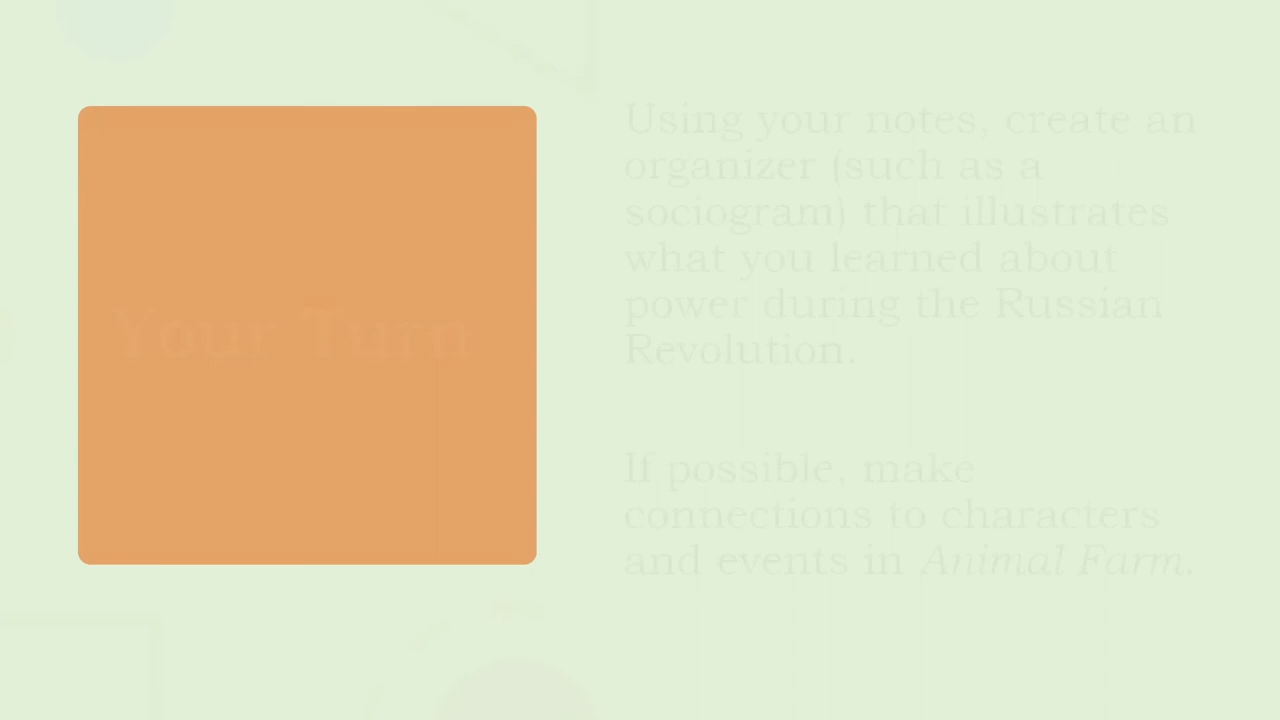 Your Turn
Using your notes, create an
organizer (such as a
sociogram) that illustrates
what you learned about
power during the Russian
Revolution.
If possible, make
connections to characters
and events in Animal Farm.